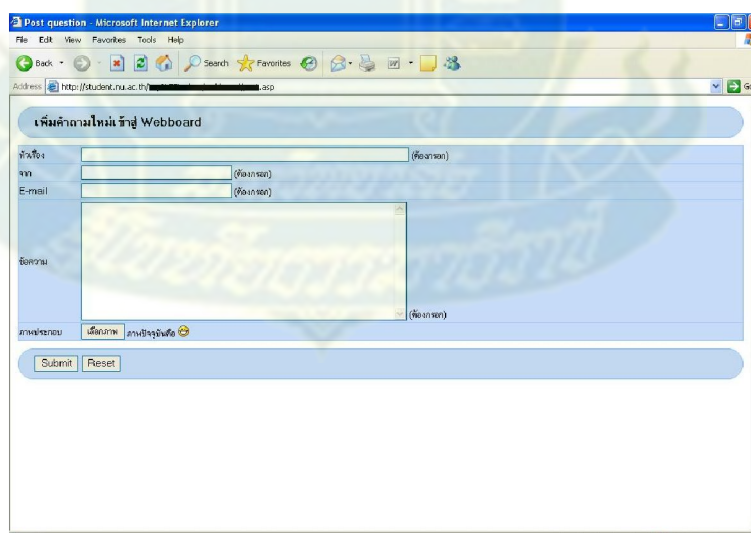 Post question - Microsoft Internet Explorer
File Edit View Favorites Tools Help
Back Search Favorites
Address http://student.nu.ac.th/ .asp Go
เพิ่มคำถามใหม่เข้าสู่ Webboard
หัวเรื่อง (ต้องกรอก)
จาก (ต้องกรอก)
E-mail (ต้องกรอก)
ข้อความ (ต้องกรอก)
ภาพประกอบ เลือกภาพ ภาพปัจจุบันคือ
Submit Reset